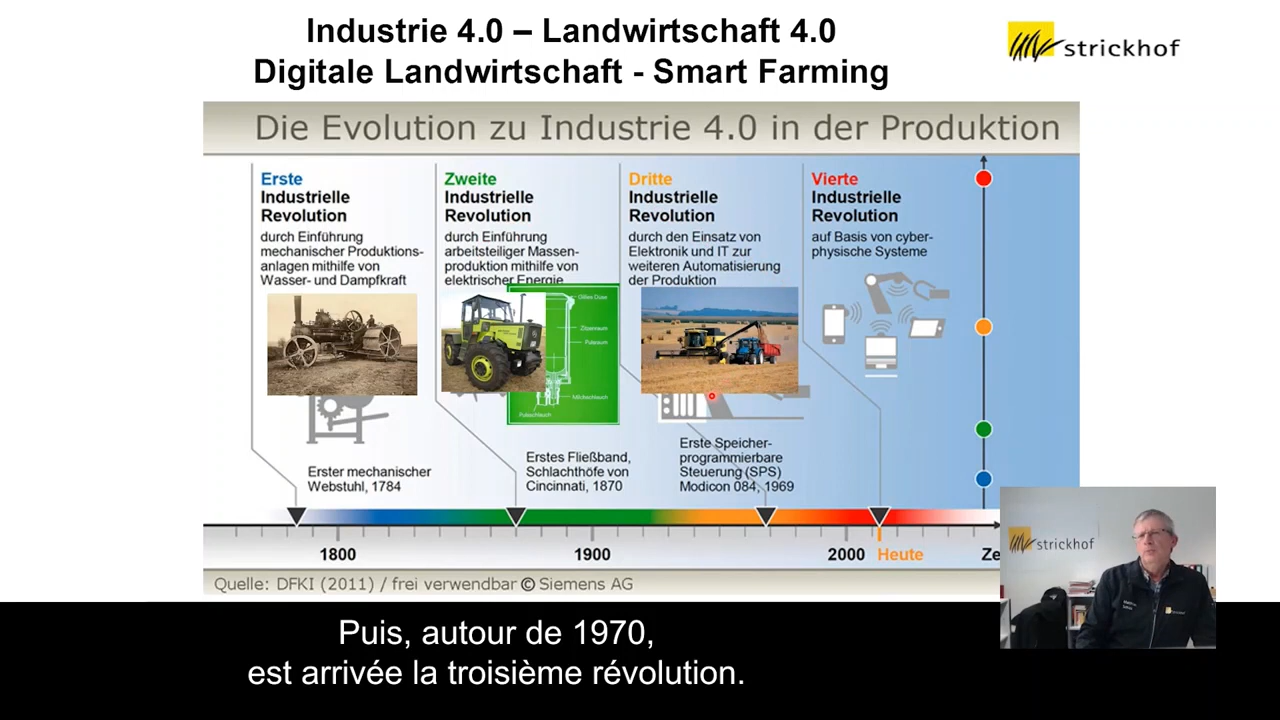 Industrie 4.0 – Landwirtschaft 4.0
Digitale Landwirtschaft - Smart Farming
strickhof
Die Evolution zu Industrie 4.0 in der Produktion
Erste
Industrielle
Revolution
durch Einführung
mechanischer Produktions-
anlagen mithilfe von
Wasser- und Dampfkraft
Zweite
Industrielle
Revolution
durch Einführung
arbeitsteiliger Massen-
produktion mithilfe von
elektrischer Energie
Dritte
Industrielle
Revolution
durch den Einsatz von
Elektronik und IT zur
weiteren Automatisierung
der Produktion
Vierte
Industrielle
Revolution
auf Basis von cyber-
physische Systeme
Pulsraum
Milchschlauch
Pulsschlauch
Erster mechanischer
Webstuhl, 1784
Erstes Fließband,
Schlachthöfe von
Cincinnati, 1870
Erste Speicher-
programmierbare
Steuerung (SPS)
Modicon 084, 1969
1800
1900
2000
Heute
Ze
Quelle: DFKI (2011) / frei verwendbar © Siemens AG
strickhof
strickhof
Puis, autour de 1970,
est arrivée la troisième révolution.